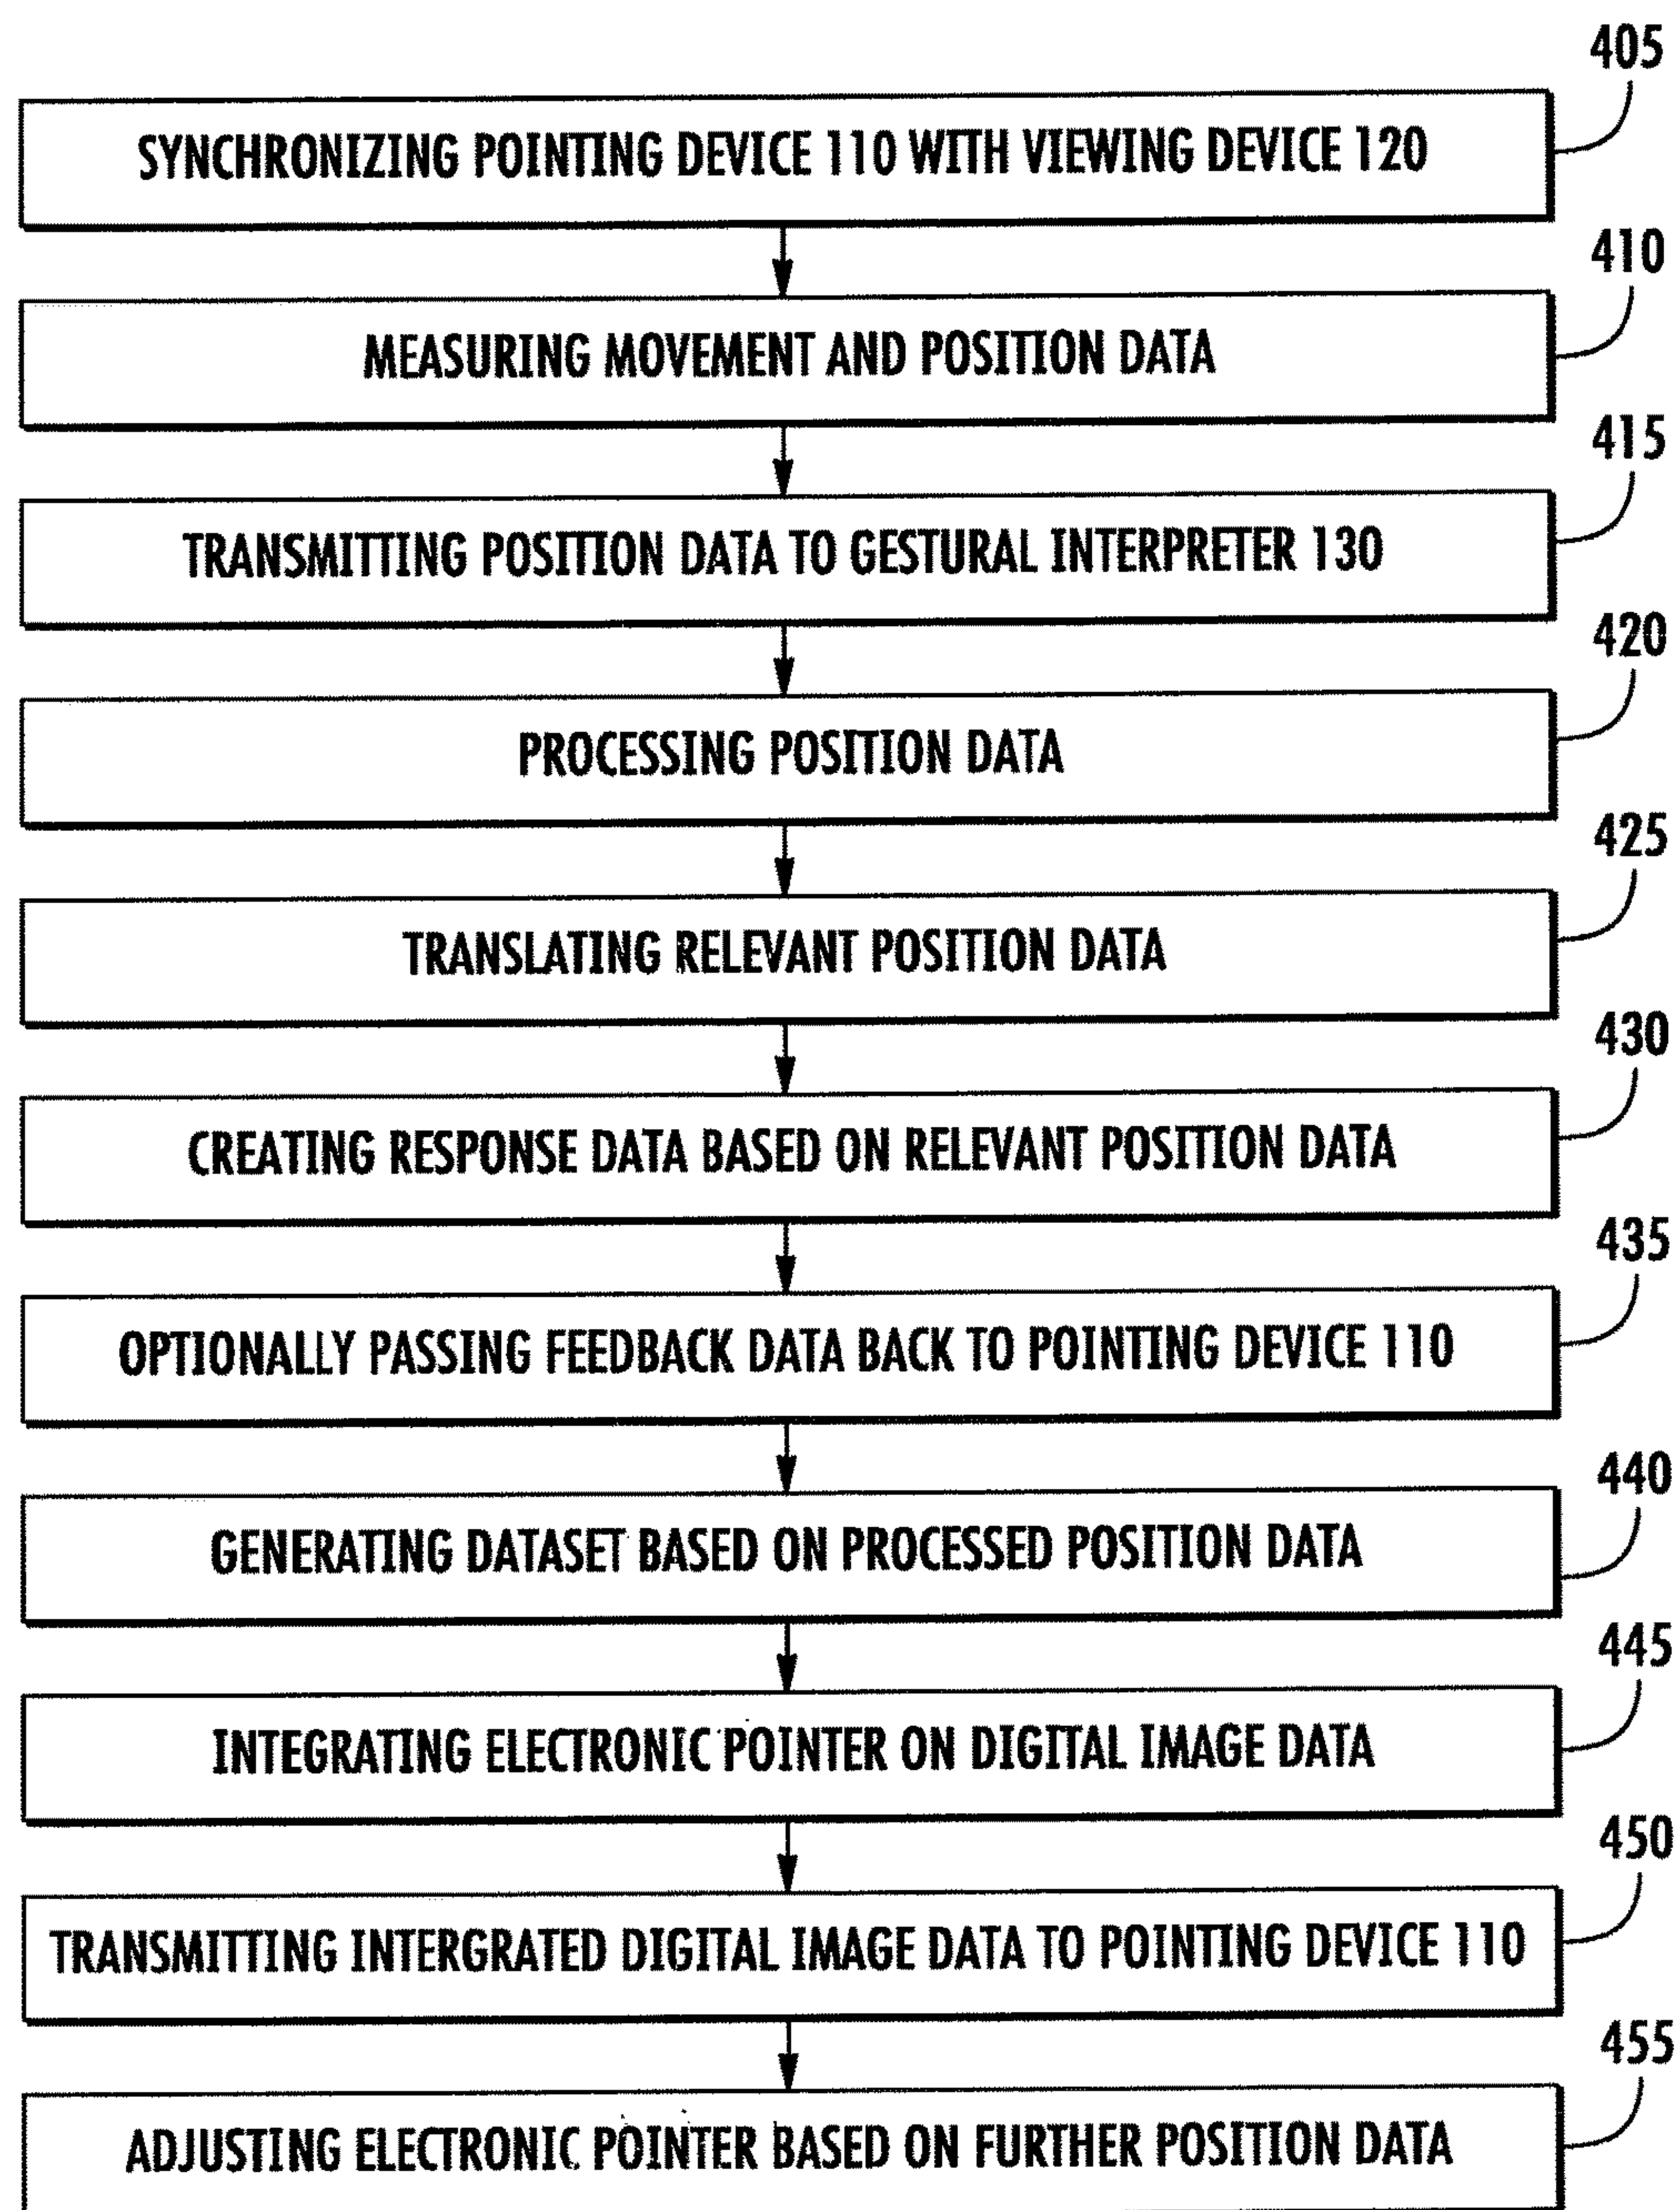 405
SYNCHRONIZING POINTING DEVICE 110 WITH VIEWING DEVICE 120
410
MEASURING MOVEMENT AND POSITION DATA
415
TRANSMITTING POSITION DATA TO GESTURAL INTERPRETER 130
420
PROCESSING POSITION DATA
425
TRANSLATING RELEVANT POSITION DATA
430
CREATING RESPONSE DATA BASED ON RELEVANT POSITION DATA
435
OPTIONALLY PASSING FEEDBACK DATA BACK TO POINTING DEVICE 110
440
GENERATING DATASET BASED ON PROCESSED POSITION DATA
445
INTEGRATING ELECTRONIC POINTER ON DIGITAL IMAGE DATA
450
TRANSMITTING INTERGRATED DIGITAL IMAGE DATA TO POINTING DEVICE 110
455
ADJUSTING ELECTRONIC POINTER BASED ON FURTHER POSITION DATA